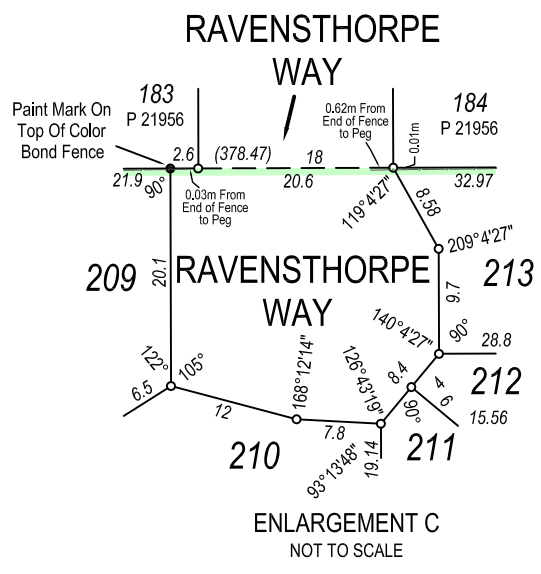 RAVENSTHORPE
WAY
183
P 21956
184
P 21956
Paint Mark On
Top Of Color
Bond Fence
0.62m From
End of Fence
to Peg
0.01m
2.6
(378.47)
18
21.9
90°
20.6
32.97
0.03m From
End of Fence
to Peg
119°4'27"
8.58
209°4'27"
209
20.1
RAVENSTHORPE
WAY
213
9.7
140°4'27"
90°
28.8
122°
105°
168°12'14"
126°43'19"
8.4
4
6
212
6.5
12
7.8
90°
15.56
210
93°13'48"
19.14
211
ENLARGEMENT C
NOT TO SCALE